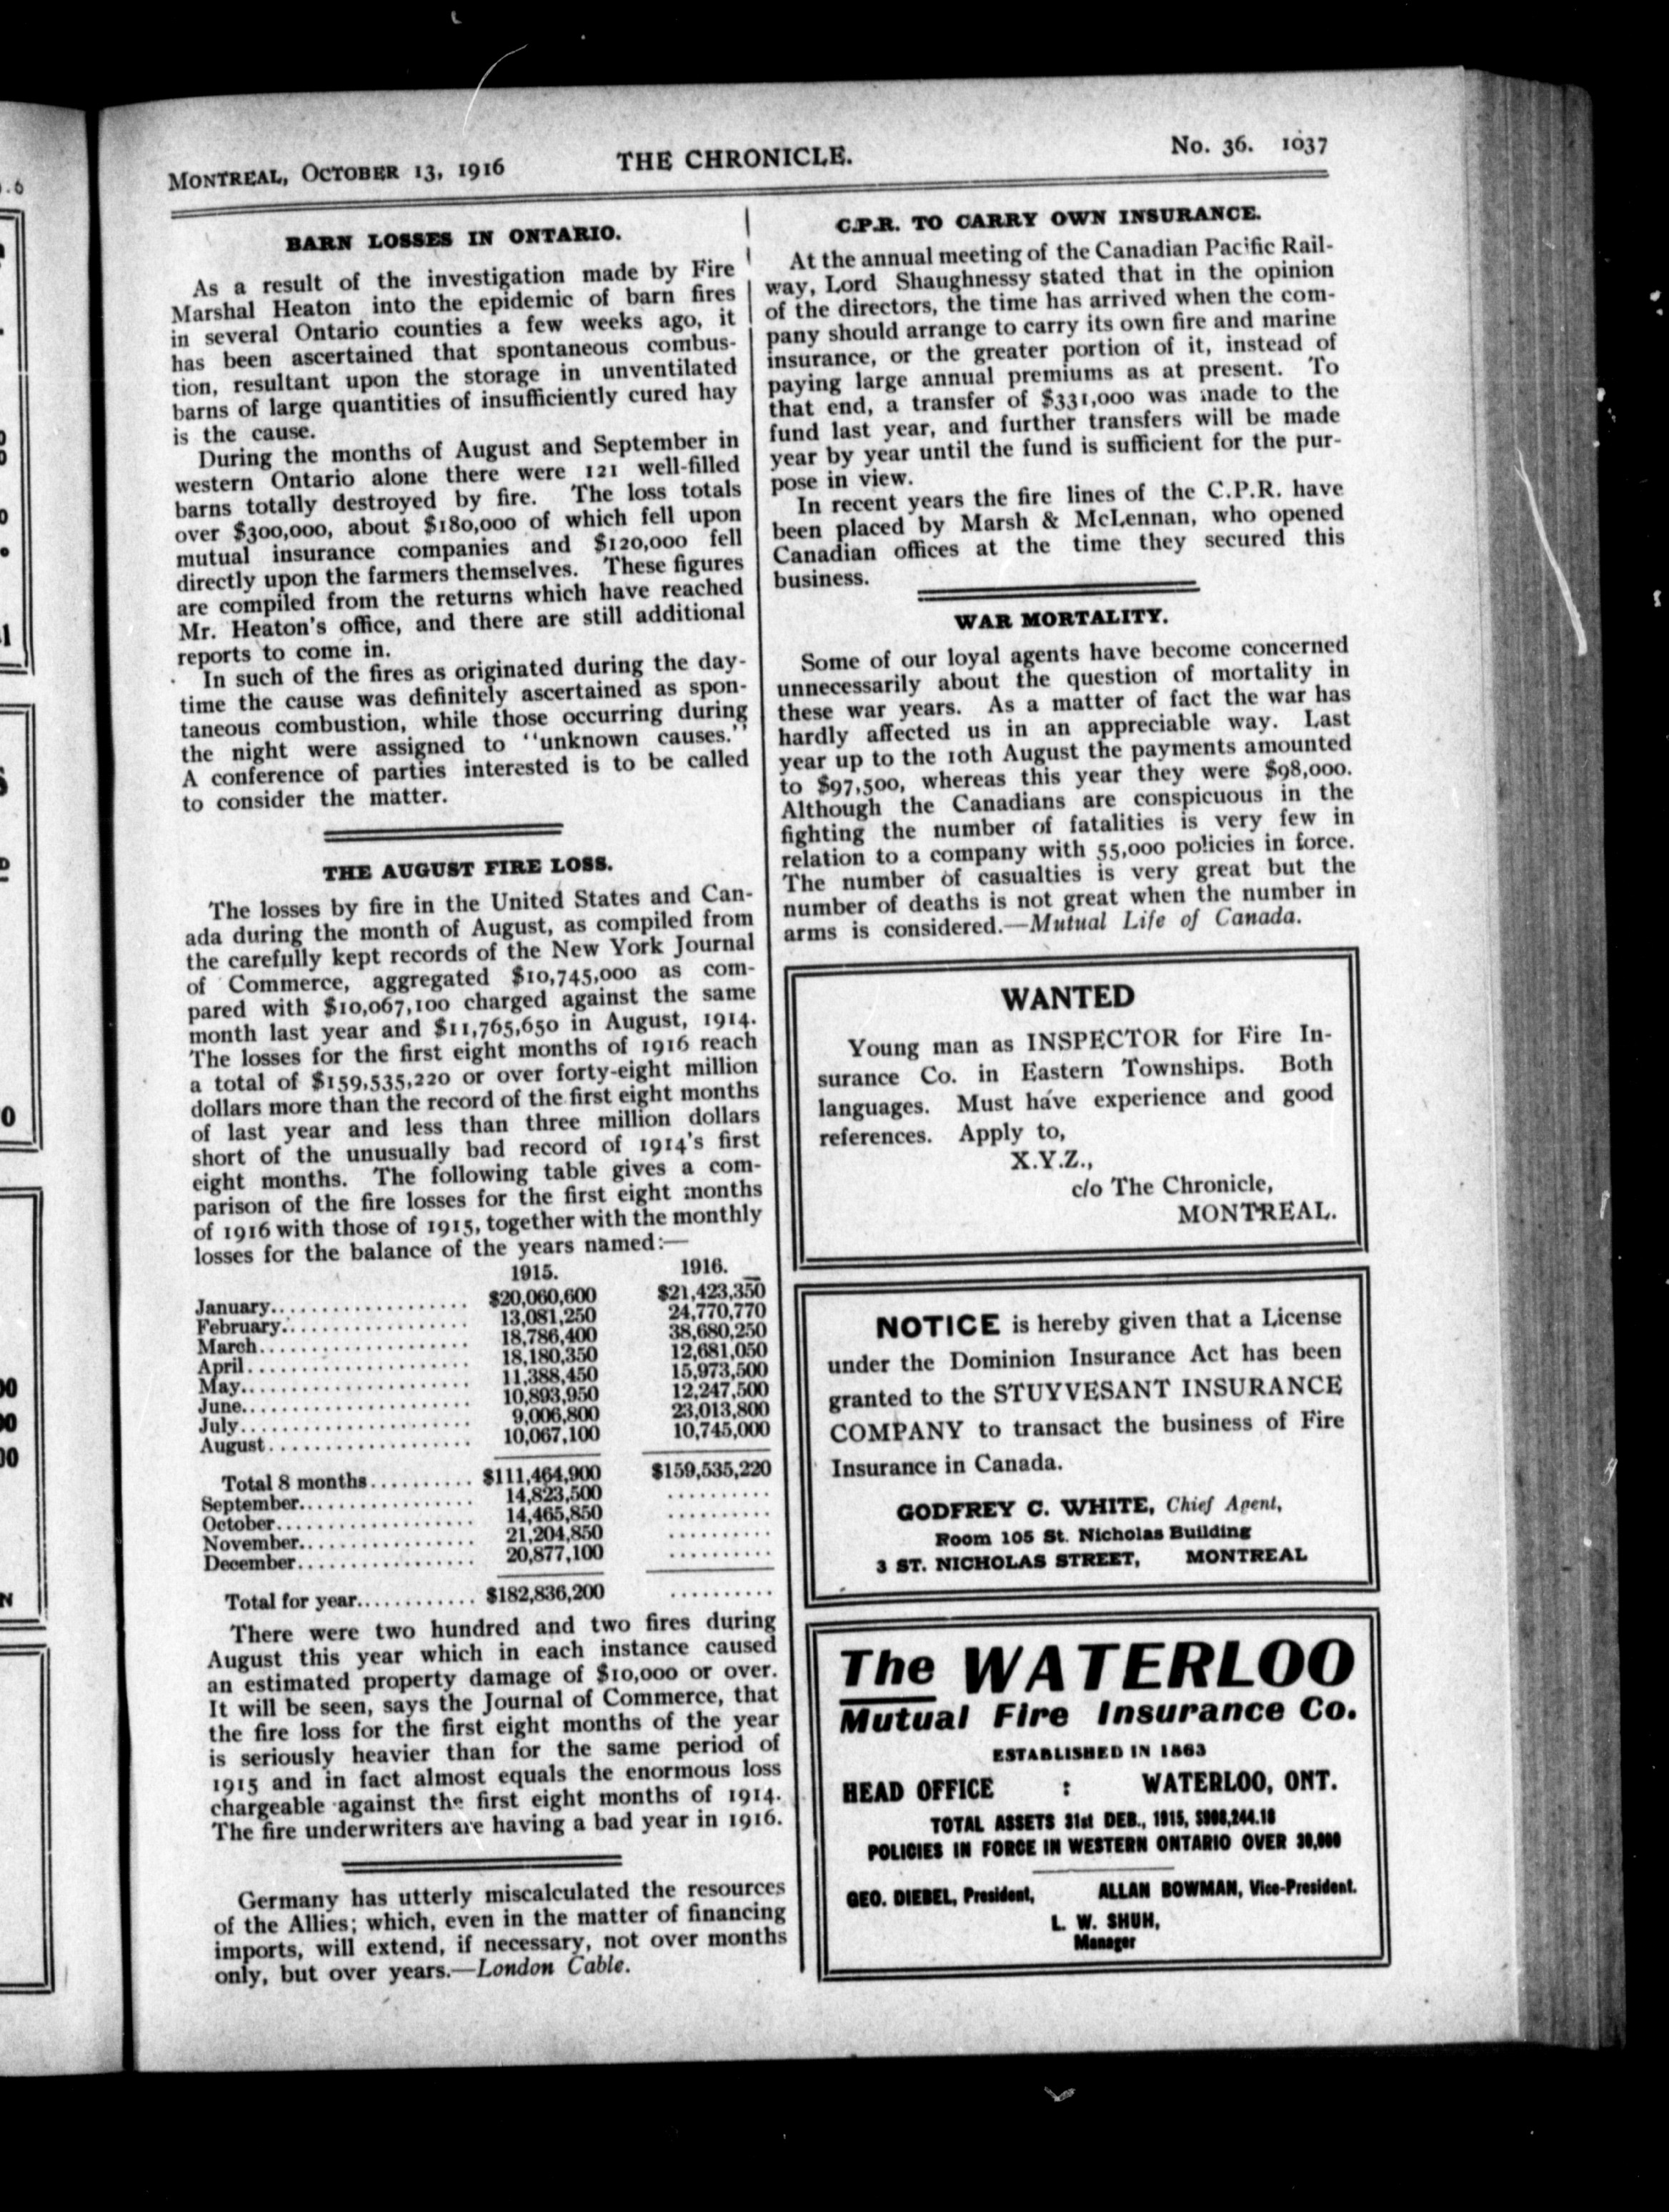 MONTREAL, OCTOBER 13, 1916 THE CHRONICLE. No. 36. 1037
BARN LOSSES IN ONTARIO.
As a result of the investigation made by Fire
Marshal Heaton into the epidemic of barn fires
in several Ontario counties a few weeks ago, it
has been ascertained that spontaneous combus-
tion, resultant upon the storage in unventilated
barns of large quantities of insufficiently cured hay
is the cause.
During the months of August and September in
western Ontario alone there were 121 well-filled
barns totally destroyed by fire. The loss totals
over $300,000, about $180,000 of which fell upon
mutual insurance companies and $120,000 fell
directly upon the farmers themselves. These figures
are compiled from the returns which have reached
Mr. Heaton's office, and there are still additional
reports to come in.
In such of the fires as originated during the day-
time the cause was definitely ascertained as spon-
taneous combustion, while those occurring during
the night were assigned to "unknown causes."
A conference of parties interested is to be called
to consider the matter.
THE AUGUST FIRE LOSS.
The losses by fire in the United States and Can-
ada during the month of August, as compiled from
the carefully kept records of the New York Journal
of Commerce, aggregated $10,745,000 as com-
pared with $10,067,100 charged against the same
month last year and $11,765,650 in August, 1914.
The losses for the first eight months of 1916 reach
a total of $159,535,220 or over forty-eight million
dollars more than the record of the first eight months
of last year and less than three million dollars
short of the unusually bad record of 1914's first
eight months. The following table gives a com-
parison of the fire losses for the first eight months
of 1916 with those of 1915, together with the monthly
losses for the balance of the years named:—
1915. 1916.
January.................... $20,060,600 $21,423,350
February................... 13,081,250 24,770,770
March..................... 18,786,400 38,680,250
April...................... 18,180,350 12,681,050
May....................... 11,388,450 15,973,500
June....................... 10,893,950 12,247,500
July....................... 9,006,800 23,013,800
August.................... 10,067,100 10,745,000
Total 8 months.......... $111,464,900 $159,535,220
September................. 14,823,500 ..........
October.................... 14,465,850 ..........
November................. 21,204,850 ..........
December................. 20,877,100 ..........
Total for year............ $182,836,200 ..........
There were two hundred and two fires during
August this year which in each instance caused
an estimated property damage of $10,000 or over.
It will be seen, says the Journal of Commerce, that
the fire loss for the first eight months of the year
is seriously heavier than for the same period of
1915 and in fact almost equals the enormous loss
chargeable against the first eight months of 1914.
The fire underwriters are having a bad year in 1916.
Germany has utterly miscalculated the resources
of the Allies; which, even in the matter of financing
imports, will extend, if necessary, not over months
only, but over years.—London Cable.
C.P.R. TO CARRY OWN INSURANCE.
At the annual meeting of the Canadian Pacific Rail-
way, Lord Shaughnessy stated that in the opinion
of the directors, the time has arrived when the com-
pany should arrange to carry its own fire and marine
insurance, or the greater portion of it, instead of
paying large annual premiums as at present. To
that end, a transfer of $331,000 was made to the
fund last year, and further transfers will be made
year by year until the fund is sufficient for the pur-
pose in view.
In recent years the fire lines of the C.P.R. have
been placed by Marsh & McLennan, who opened
Canadian offices at the time they secured this
business.
WAR MORTALITY.
Some of our loyal agents have become concerned
unnecessarily about the question of mortality in
these war years. As a matter of fact the war has
hardly affected us in an appreciable way. Last
year up to the 10th August the payments amounted
to $97,500, whereas this year they were $98,000.
Although the Canadians are conspicuous in the
fighting the number of fatalities is very few in
relation to a company with 55,000 policies in force.
The number of casualties is very great but the
number of deaths is not great when the number in
arms is considered.—Mutual Life of Canada.
WANTED
Young man as INSPECTOR for Fire In-
surance Co. in Eastern Townships. Both
languages. Must have experience and good
references. Apply to,
X.Y.Z.,
c/o The Chronicle,
MONTREAL.
NOTICE is hereby given that a License
under the Dominion Insurance Act has been
granted to the STUYVESANT INSURANCE
COMPANY to transact the business of Fire
Insurance in Canada.
GODFREY C. WHITE, Chief Agent,
Room 105 St. Nicholas Building
3 ST. NICHOLAS STREET, MONTREAL
The WATERLOO
Mutual Fire Insurance Co.
ESTABLISHED IN 1863
HEAD OFFICE : WATERLOO, ONT.
TOTAL ASSETS 31st DEB., 1915, $908,244.18
POLICIES IN FORCE IN WESTERN ONTARIO OVER 30,000
GEO. DIEBEL, President, ALLAN BOWMAN, Vice-President.
L. W. SHUH,
Manager